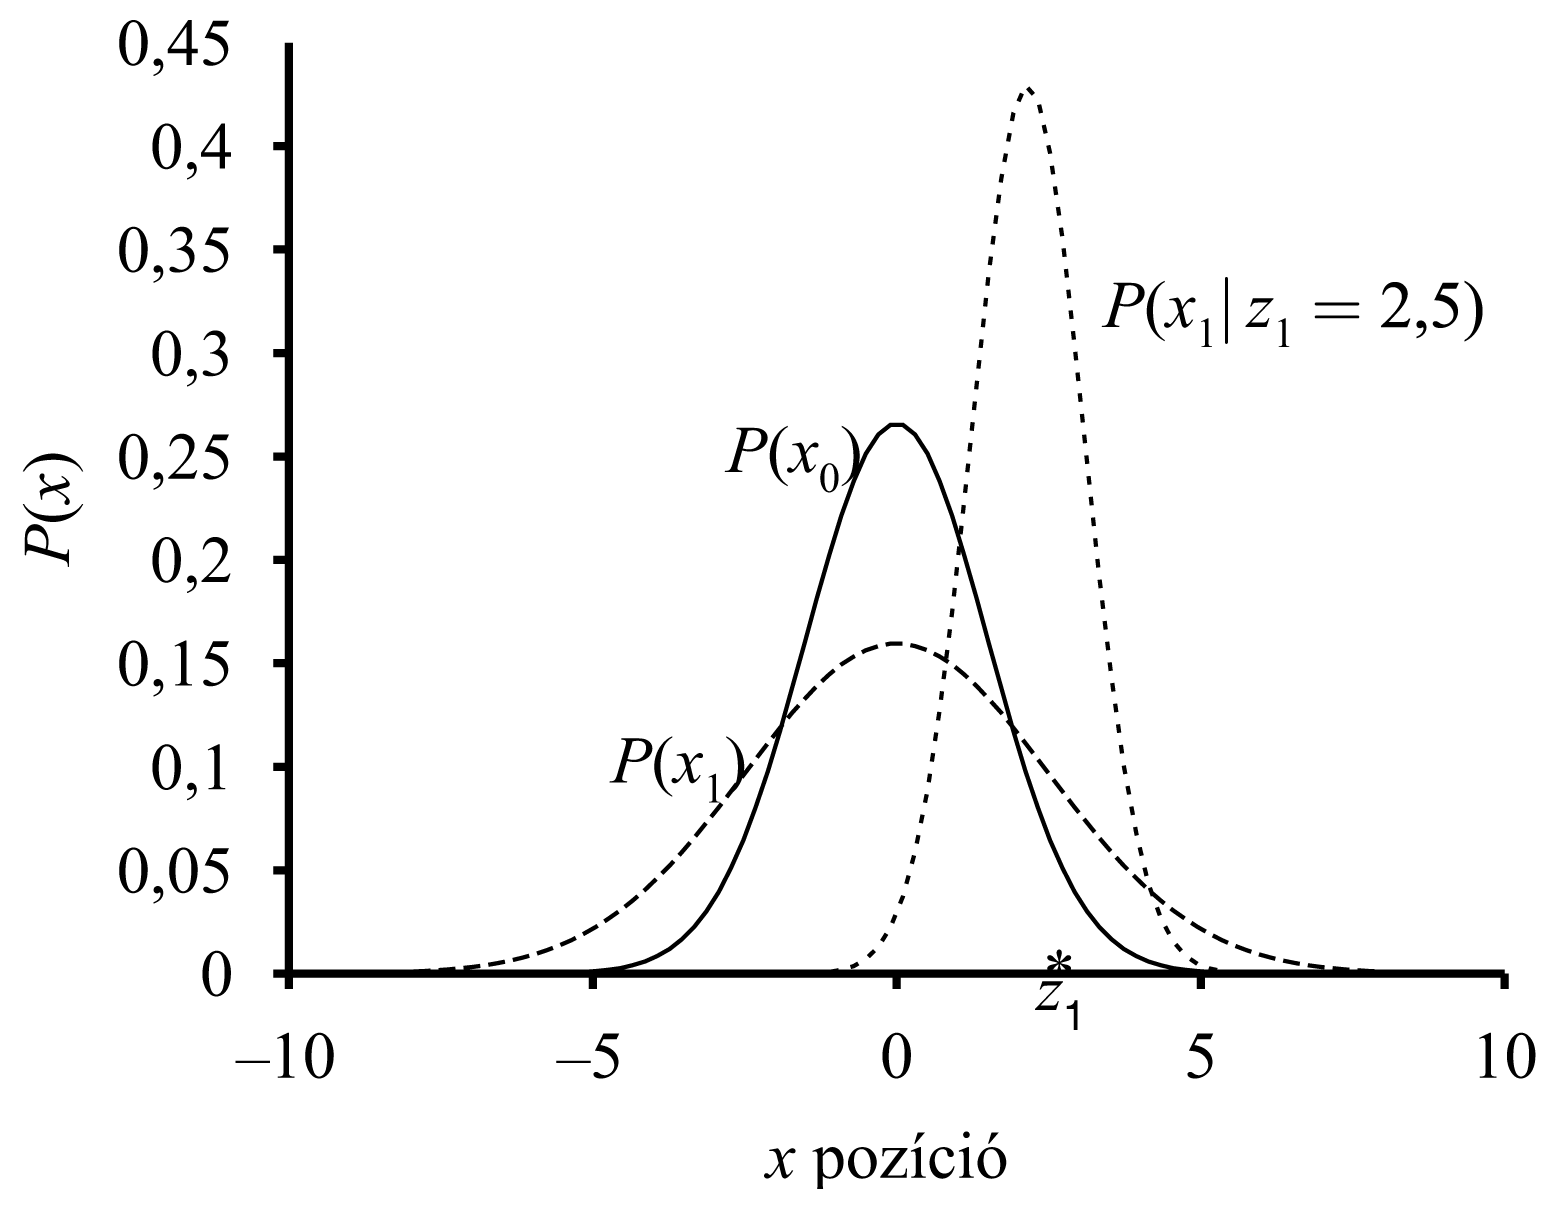 0,45
0,4
0,35
0,3
0,25
0,2
0,15
0,1
0,05
0
P(x)
P(x₁| z₁ = 2,5)
P(x₀)
P(x₁)
*
z₁
–10 –5 0 5 10
x pozíció